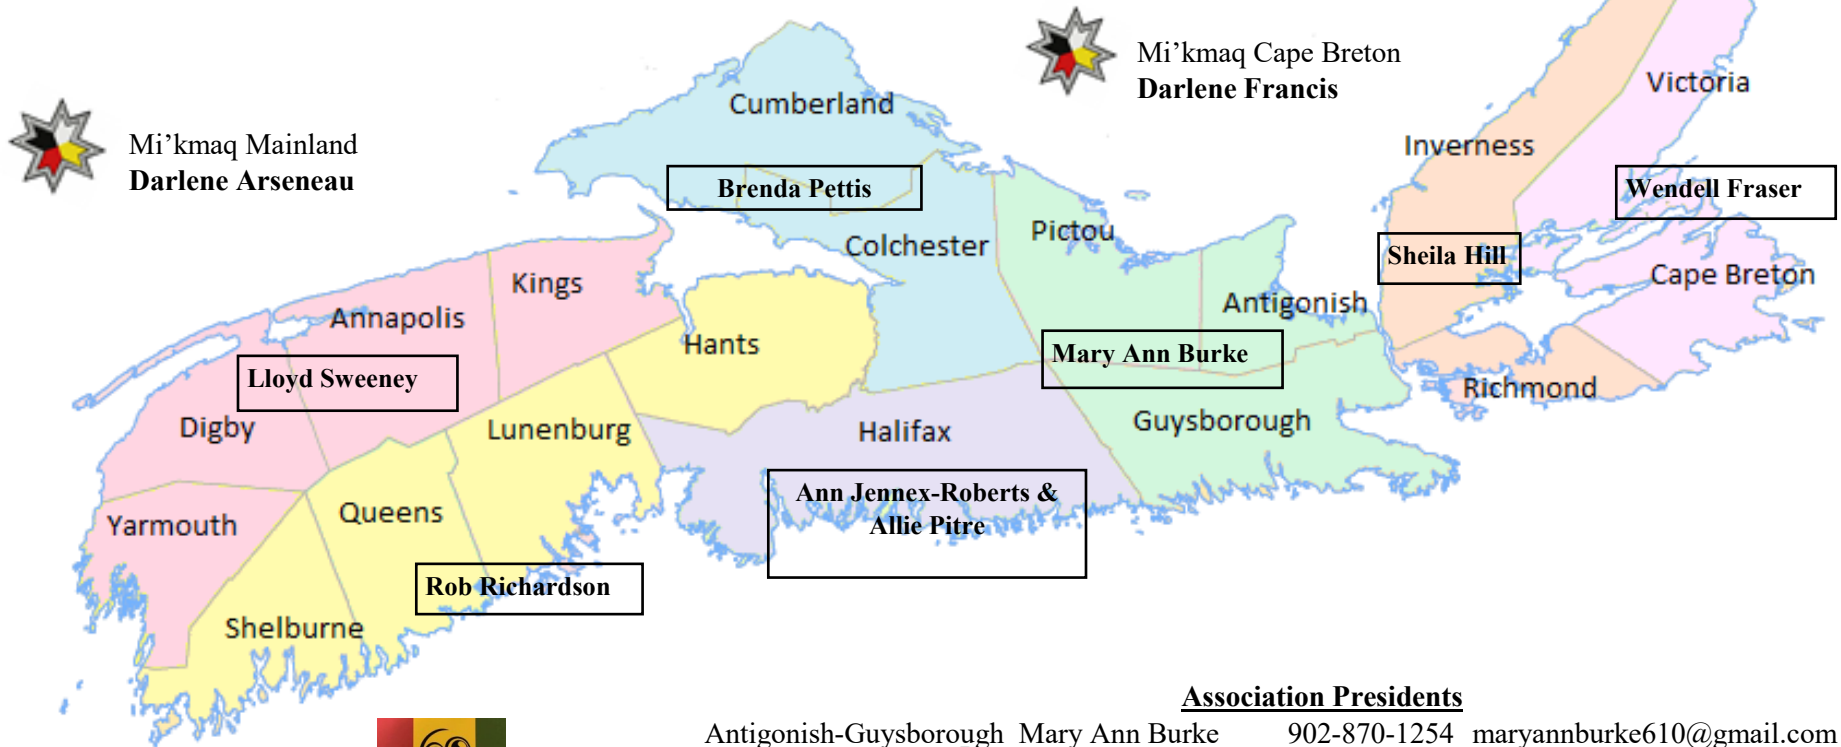 Mi’kmaq Cape Breton
Darlene Francis
Mi’kmaq Mainland
Darlene Arseneau
Cumberland
Victoria
Inverness
Brenda Pettis
Wendell Fraser
Pictou
Colchester
Sheila Hill
Cape Breton
Kings
Annapolis
Antigonish
Hants
Mary Ann Burke
Lloyd Sweeney
Richmond
Digby
Lunenburg
Halifax
Guysborough
Ann Jennex-Roberts &
Allie Pitre
Yarmouth
Queens
Rob Richardson
Shelburne
Association Presidents
Antigonish-Guysborough Mary Ann Burke 902-870-1254 maryannburke610@gmail.com